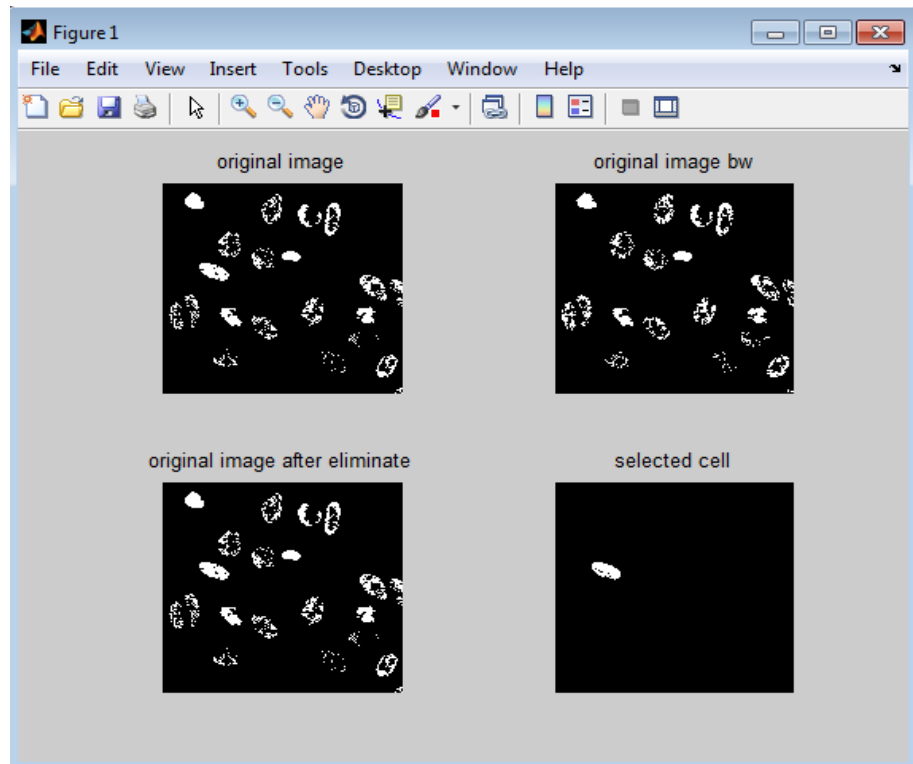 Figure 1
File Edit View Insert Tools Desktop Window Help
original image
original image bw
original image after eliminate
selected cell